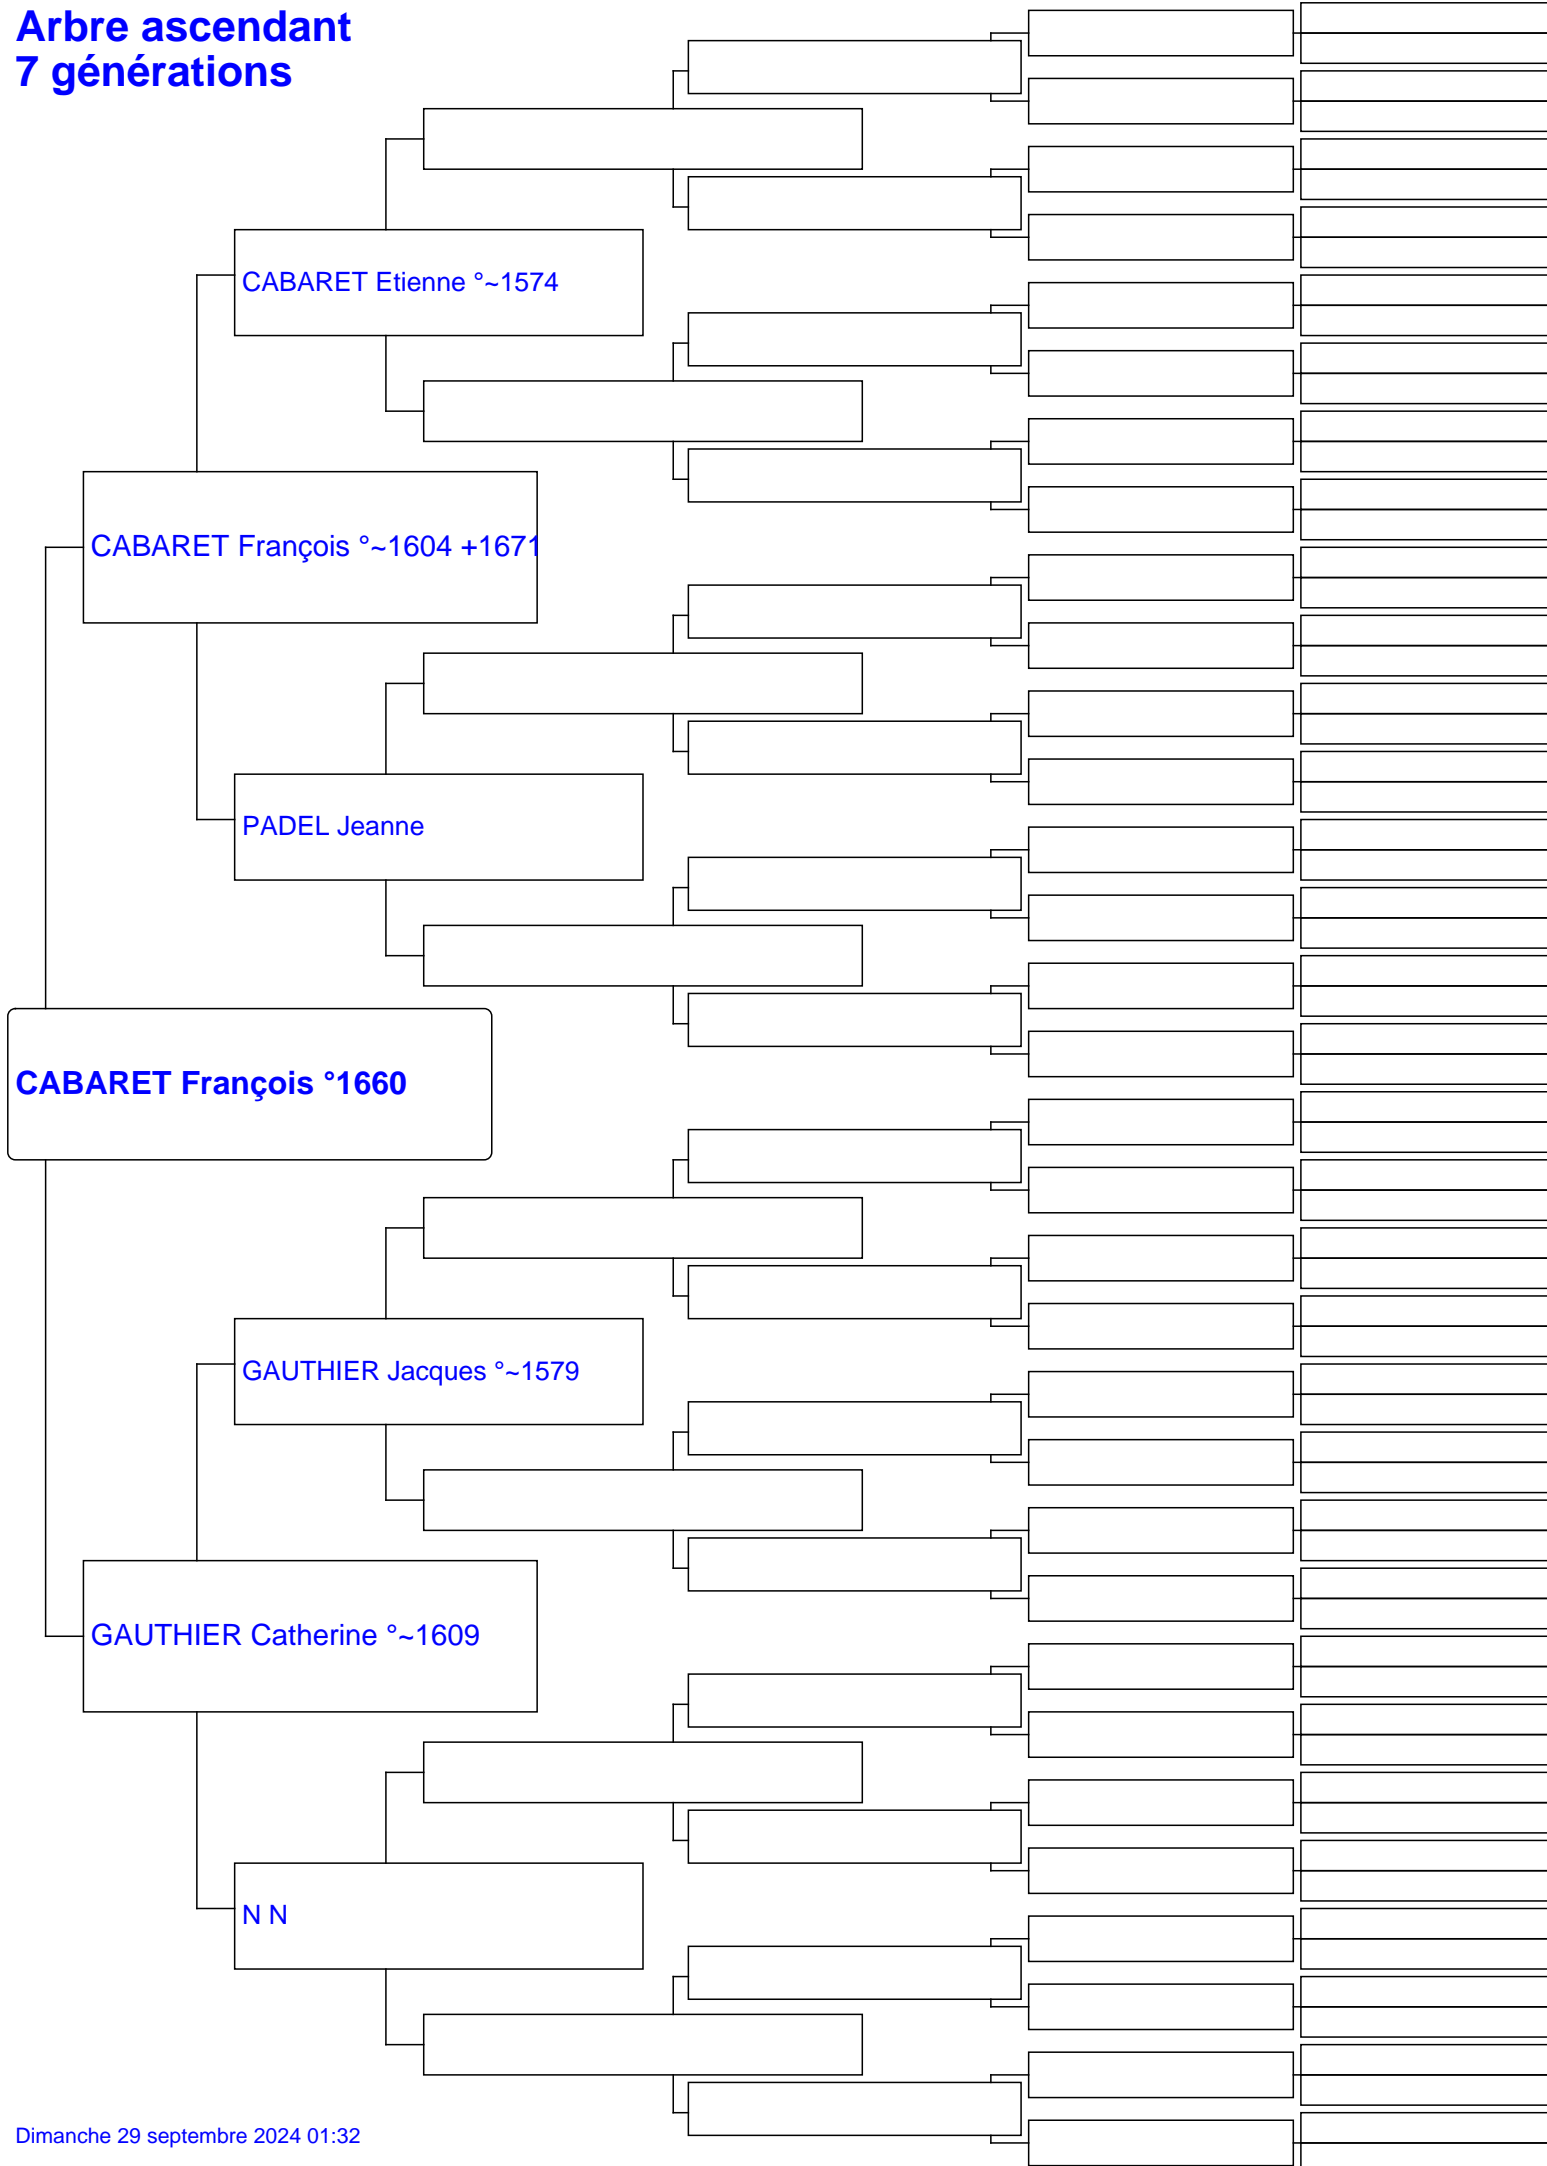 Arbre ascendant
7 générations
CABARET Etienne °~1574
CABARET François °~1604 +1671
PADEL Jeanne
CABARET François °1660
GAUTHIER Jacques °~1579
GAUTHIER Catherine °~1609
N N
Dimanche 29 septembre 2024 01:32